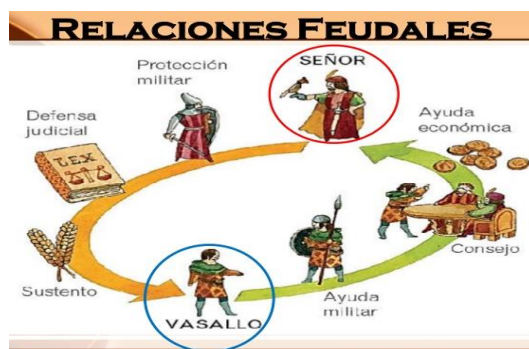 RELACIONES FEUDALES
SEÑOR
Protección
militar
Defensa
judicial
LEX
Sustento
VASALLO
Ayuda
militar
Consejo
Ayuda
económica